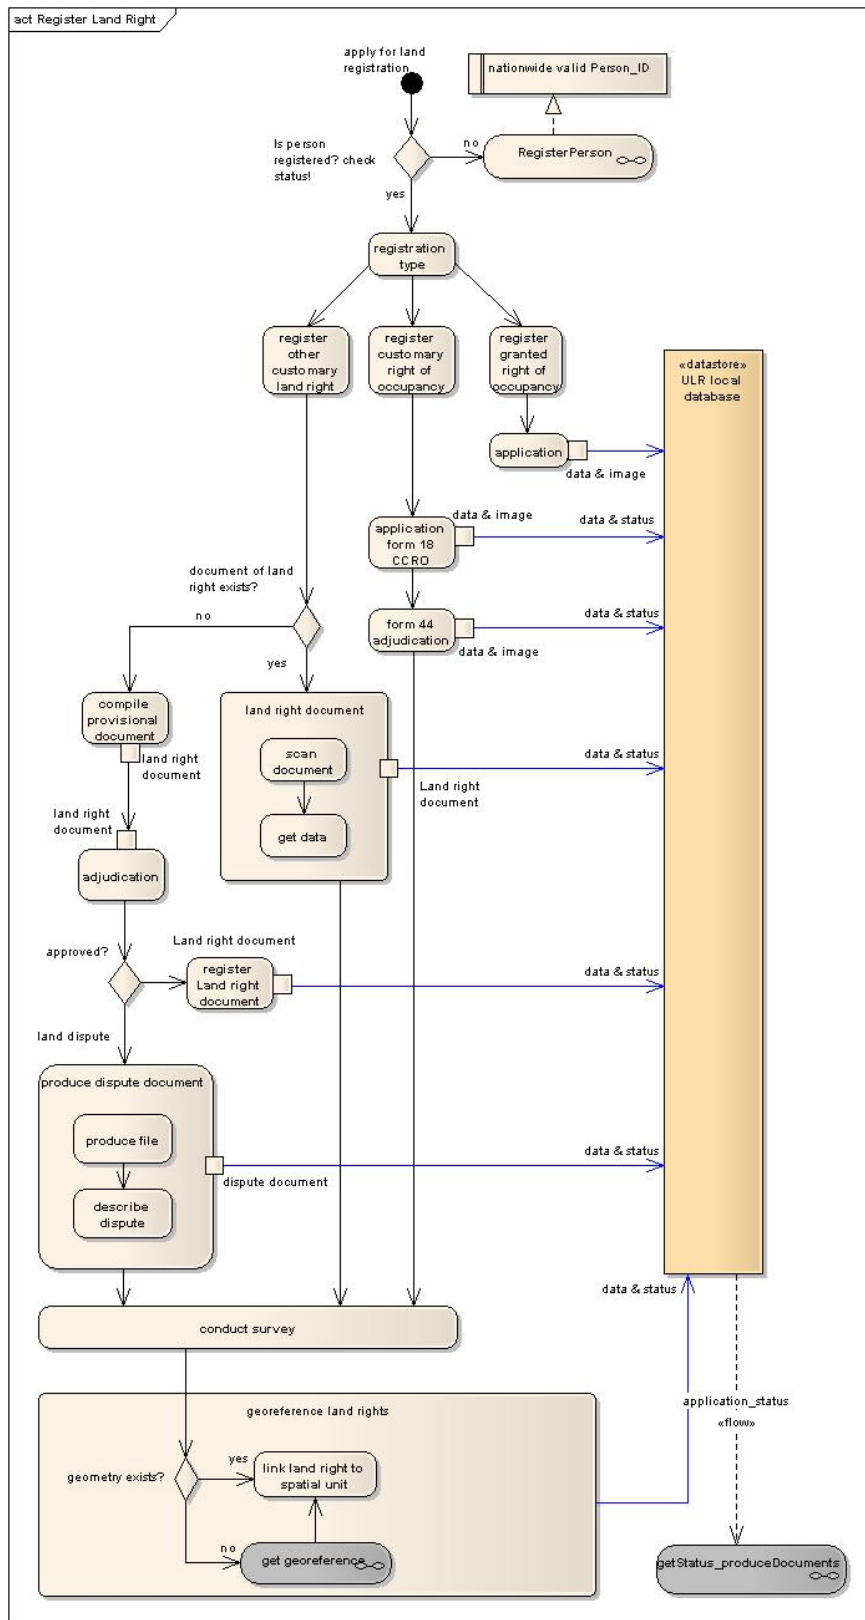 act Register Land Right
apply for land
registration
nationwide valid Person_ID
Is person
registered? check
status!
no
RegisterPerson
yes
registration
type
register
other
customary
land right
register
customary
right of
occupancy
register
granted
right of
occupancy
«datastore»
ULR local
database
application
data & image
data & image
data & status
application
form 18
CCRO
document of land
right exists?
no
form 44
adjudication
data & status
data & image
yes
compile
provisional
document
land right
document
land right document
scan
document
get data
data & status
Land right
document
land right
document
adjudication
approved?
Land right document
register
Land right
document
data & status
land dispute
produce dispute document
produce file
describe
dispute
data & status
dispute document
data & status
conduct survey
georeference land rights
application_status
«flow»
geometry exists?
yes
link land right to
spatial unit
no
get georeference
getStatus_produceDocuments